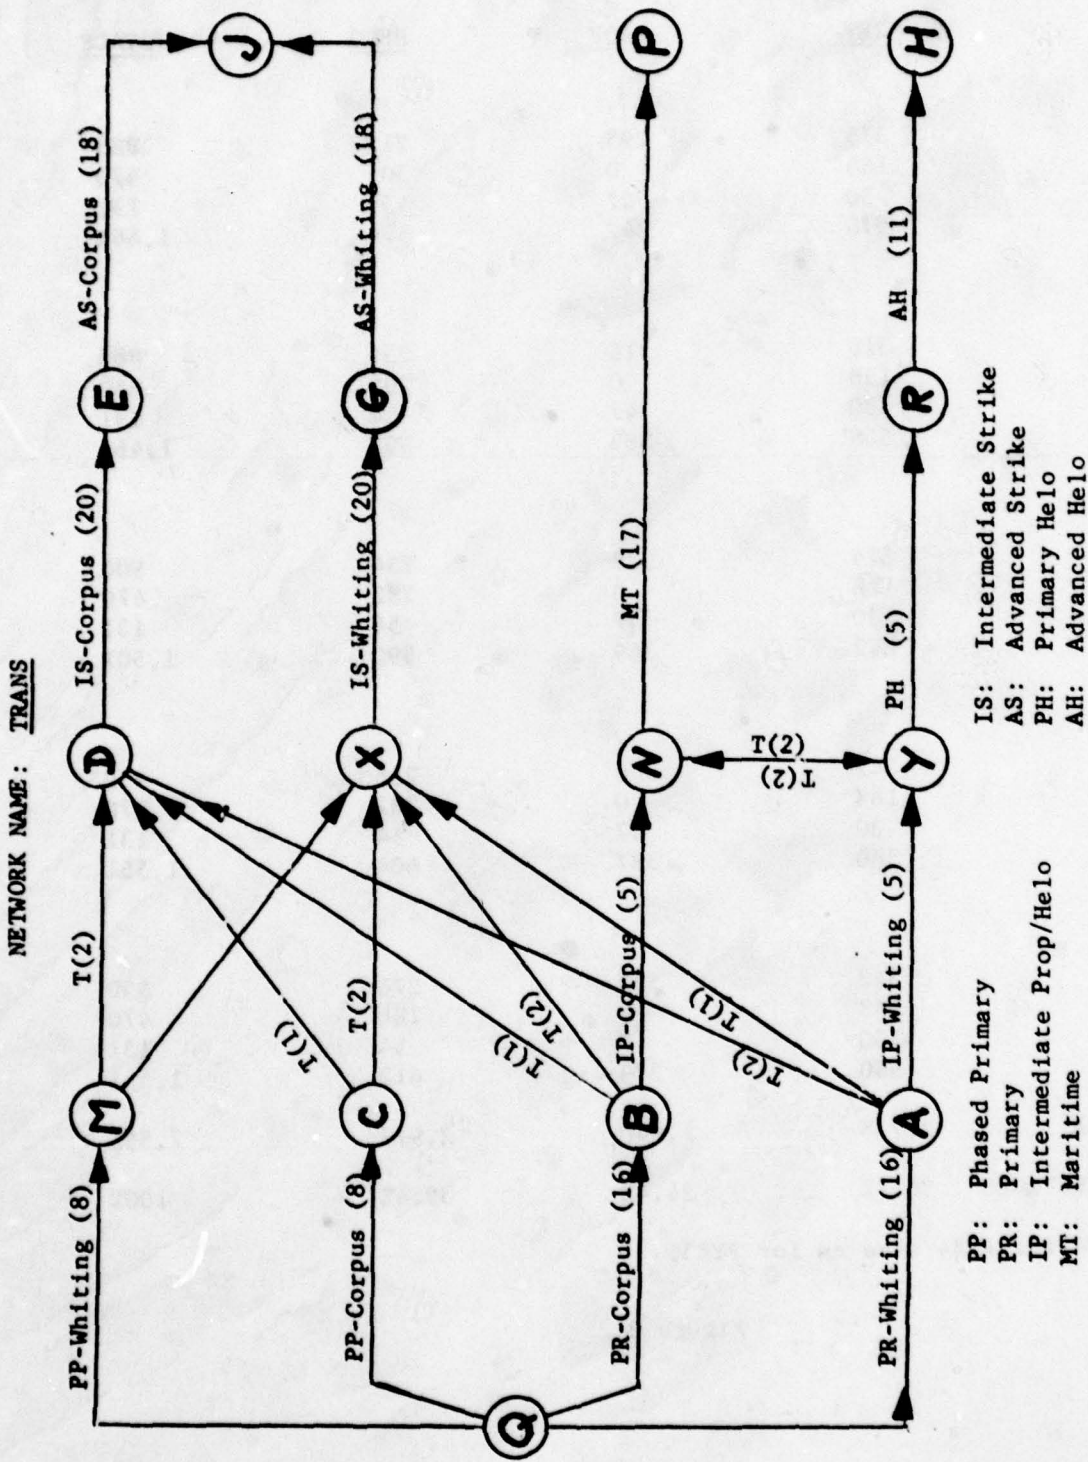 NETWORK NAME: TRANS
PP-Whiting (8)
M
T(2)
D
IS-Corpus (20)
E
AS-Corpus (18)
J
PP-Corpus (8)
C
T(1)
T(2)
X
IS-Whiting (20)
G
AS-Whiting (18)
Q
PR-Corpus (16)
B
T(1)
T(2)
IP-Corpus (5)
N
MT (17)
P
T(2)
T(2)
PR-Whiting (16)
A
T(2)
T(1)
IP-Whiting (5)
Y
PH (5)
R
AH (11)
H
PP: Phased Primary
PR: Primary
IP: Intermediate Prop/Helo
MT: Maritime
IS: Intermediate Strike
AS: Advanced Strike
PH: Primary Helo
AH: Advanced Helo